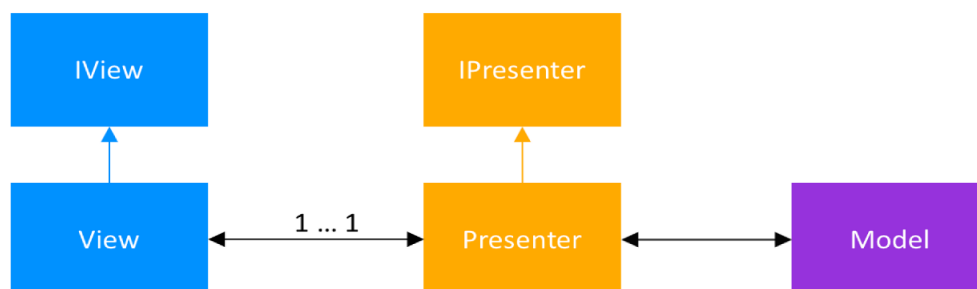 IView
IPresenter
1 ... 1
View
Presenter
Model